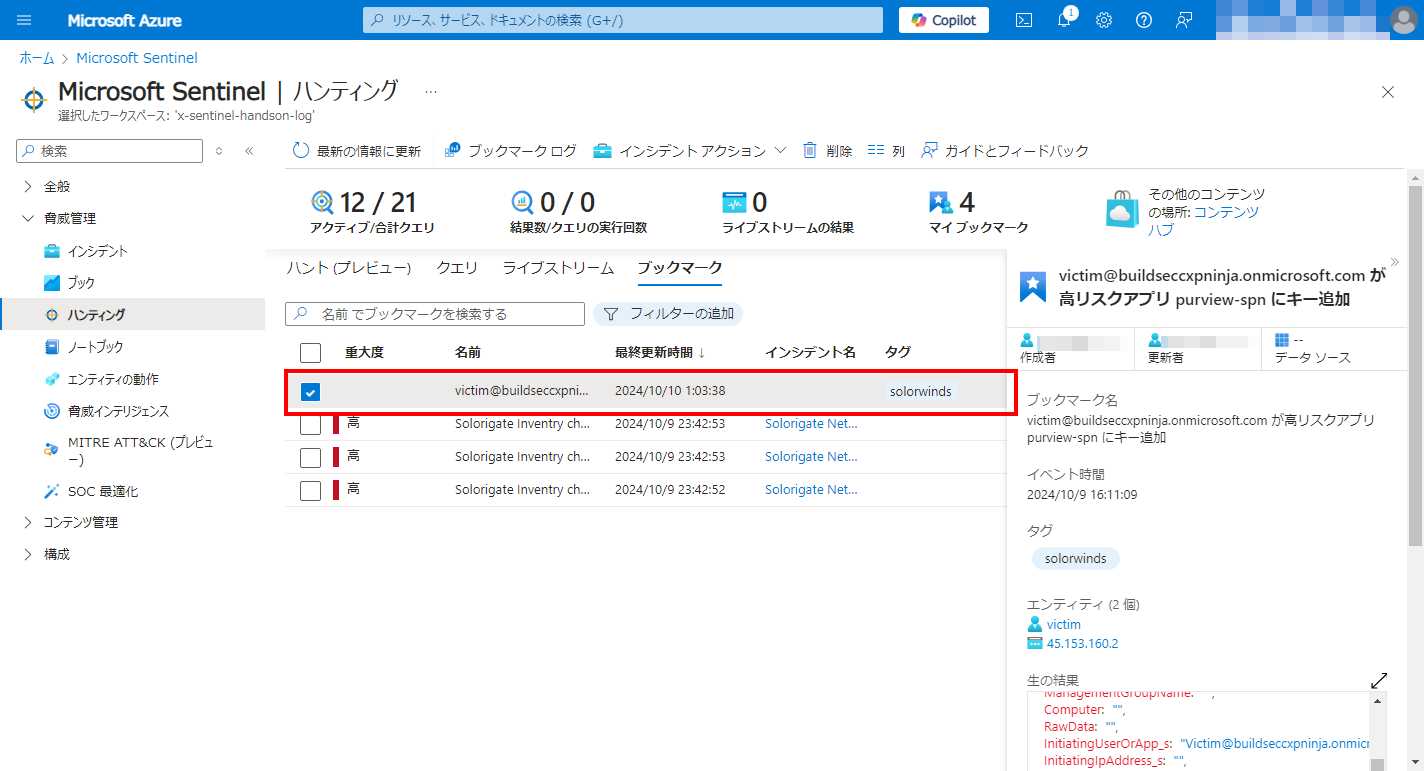 Microsoft Azure
リソース、サービス、ドキュメントの検索 (G+/)
Copilot
1
ホーム > Microsoft Sentinel
Microsoft Sentinel | ハンティング ...
選択したワークスペース: 'x-sentinel-handson-log'
検索
最新の情報に更新 ブックマーク ログ インシデント アクション 削除 列 ガイドとフィードバック
全般
脅威管理
インシデント
ブック
ハンティング
ノートブック
エンティティの動作
脅威インテリジェンス
MITRE ATT&CK (プレビュ
ー)
SOC 最適化
コンテンツ管理
構成
12 / 21
アクティブ/合計クエリ
0 / 0
結果数/クエリの実行回数
0
ライブストリームの結果
4
マイ ブックマーク
その他のコンテンツ
の場所: コンテンツ
ハブ
ハント (プレビュー) クエリ ライブストリーム ブックマーク
名前 でブックマークを検索する フィルターの追加
重大度 名前 最終更新時間 ↓ インシデント名 タグ
victim@buildseccxpni... 2024/10/10 1:03:38 solorwinds
高 Solorigate Inventry ch... 2024/10/9 23:42:53 Solorigate Net...
高 Solorigate Inventry ch... 2024/10/9 23:42:53 Solorigate Net...
高 Solorigate Inventry ch... 2024/10/9 23:42:52 Solorigate Net...
victim@buildseccxpninja.onmicrosoft.com が
高リスクアプリ purview-spn にキー追加
作成者
更新者
--
データ ソース
ブックマーク名
victim@buildseccxpninja.onmicrosoft.com が高リスクアプリ
purview-spn にキー追加
イベント時間
2024/10/9 16:11:09
タグ
solorwinds
エンティティ (2 個)
victim
45.153.160.2
生の結果
ManagementGroupName: "",
Computer: "",
RawData: "",
InitiatingUserOrApp_s: "Victim@buildseccxpninja.onmicr
InitiatingIpAddress_s: "",